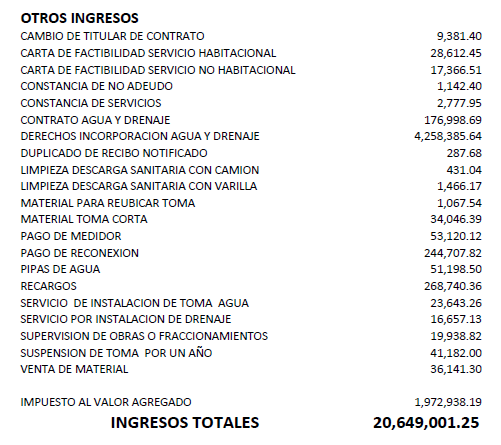 OTROS INGRESOS
CAMBIO DE TITULAR DE CONTRATO 9,381.40
CARTA DE FACTIBILIDAD SERVICIO HABITACIONAL 28,612.45
CARTA DE FACTIBILIDAD SERVICIO NO HABITACIONAL 17,366.51
CONSTANCIA DE NO ADEUDO 1,142.40
CONSTANCIA DE SERVICIOS 2,777.95
CONTRATO AGUA Y DRENAJE 176,998.69
DERECHOS INCORPORACION AGUA Y DRENAJE 4,258,385.64
DUPLICADO DE RECIBO NOTIFICADO 287.68
LIMPIEZA DESCARGA SANITARIA CON CAMION 431.04
LIMPIEZA DESCARGA SANITARIA CON VARILLA 1,466.17
MATERIAL PARA REUBICAR TOMA 1,067.54
MATERIAL TOMA CORTA 34,046.39
PAGO DE MEDIDOR 53,120.12
PAGO DE RECONEXION 244,707.82
PIPAS DE AGUA 51,198.50
RECARGOS 268,740.36
SERVICIO DE INSTALACION DE TOMA AGUA 23,643.26
SERVICIO POR INSTALACION DE DRENAJE 16,657.13
SUPERVISION DE OBRAS O FRACCIONAMIENTOS 19,938.82
SUSPENSION DE TOMA POR UN AÑO 41,182.00
VENTA DE MATERIAL 36,141.30
IMPUESTO AL VALOR AGREGADO 1,972,938.19
INGRESOS TOTALES 20,649,001.25